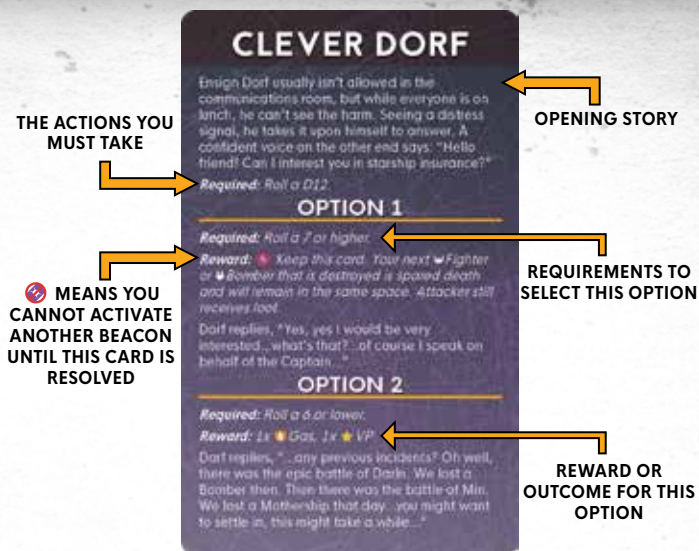 CLEVER DORF
Ensign Dorf usually isn't allowed in the
communications room, but while everyone is on
lunch, he can't see the harm. Seeing a distress
signal, he takes it upon himself to answer. A
confident voice on the other end says: "Hello
friend! Can I interest you in starship insurance?"
Required: Roll a D12.
OPTION 1
Required: Roll a 7 or higher.
Reward: Keep this card. Your next Fighter
or Bomber that is destroyed is spared death
and will remain in the same space. Attacker still
receives loot.
Dorf replies, "Yes, yes I would be very
interested...what's that?...of course I speak on
behalf of the Captain..."
OPTION 2
Required: Roll a 6 or lower.
Reward: 1x Gas, 1x VP
Dorf replies, "...any previous incidents? Oh well,
there was the epic battle of Darin. We lost a
Bomber then. Then there was the battle of Min.
We lost a Mothership that day...you might want
to settle in, this might take a while..."
THE ACTIONS YOU
MUST TAKE
MEANS YOU
CANNOT ACTIVATE
ANOTHER BEACON
UNTIL THIS CARD IS
RESOLVED
OPENING STORY
REQUIREMENTS TO
SELECT THIS OPTION
REWARD OR
OUTCOME FOR THIS
OPTION